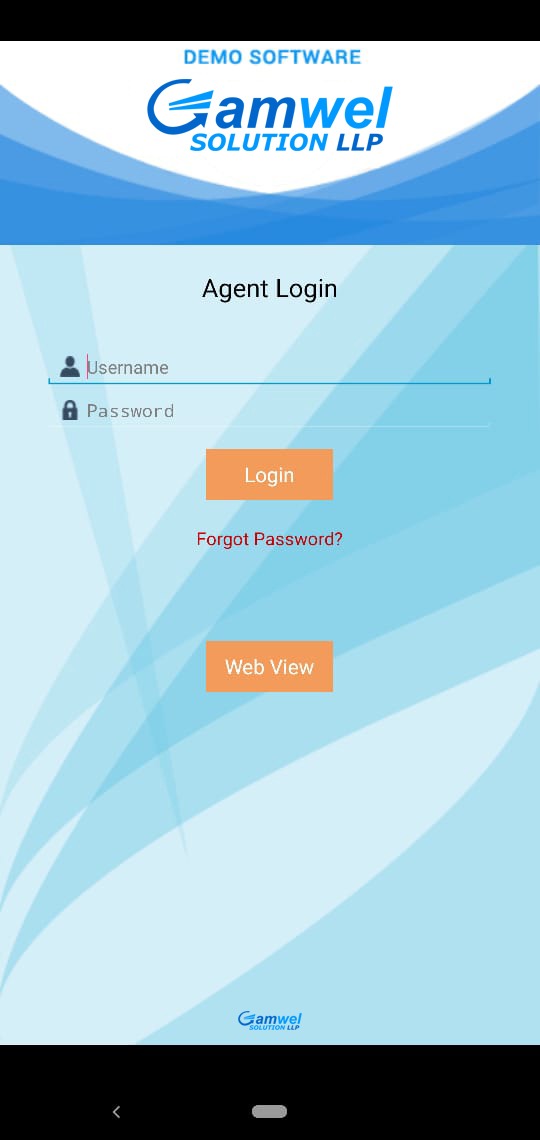 DEMO SOFTWARE
Gamwel
SOLUTION LLP
Agent Login
Username
Password
Login
Forgot Password?
Web View
Gamwel
SOLUTION LLP